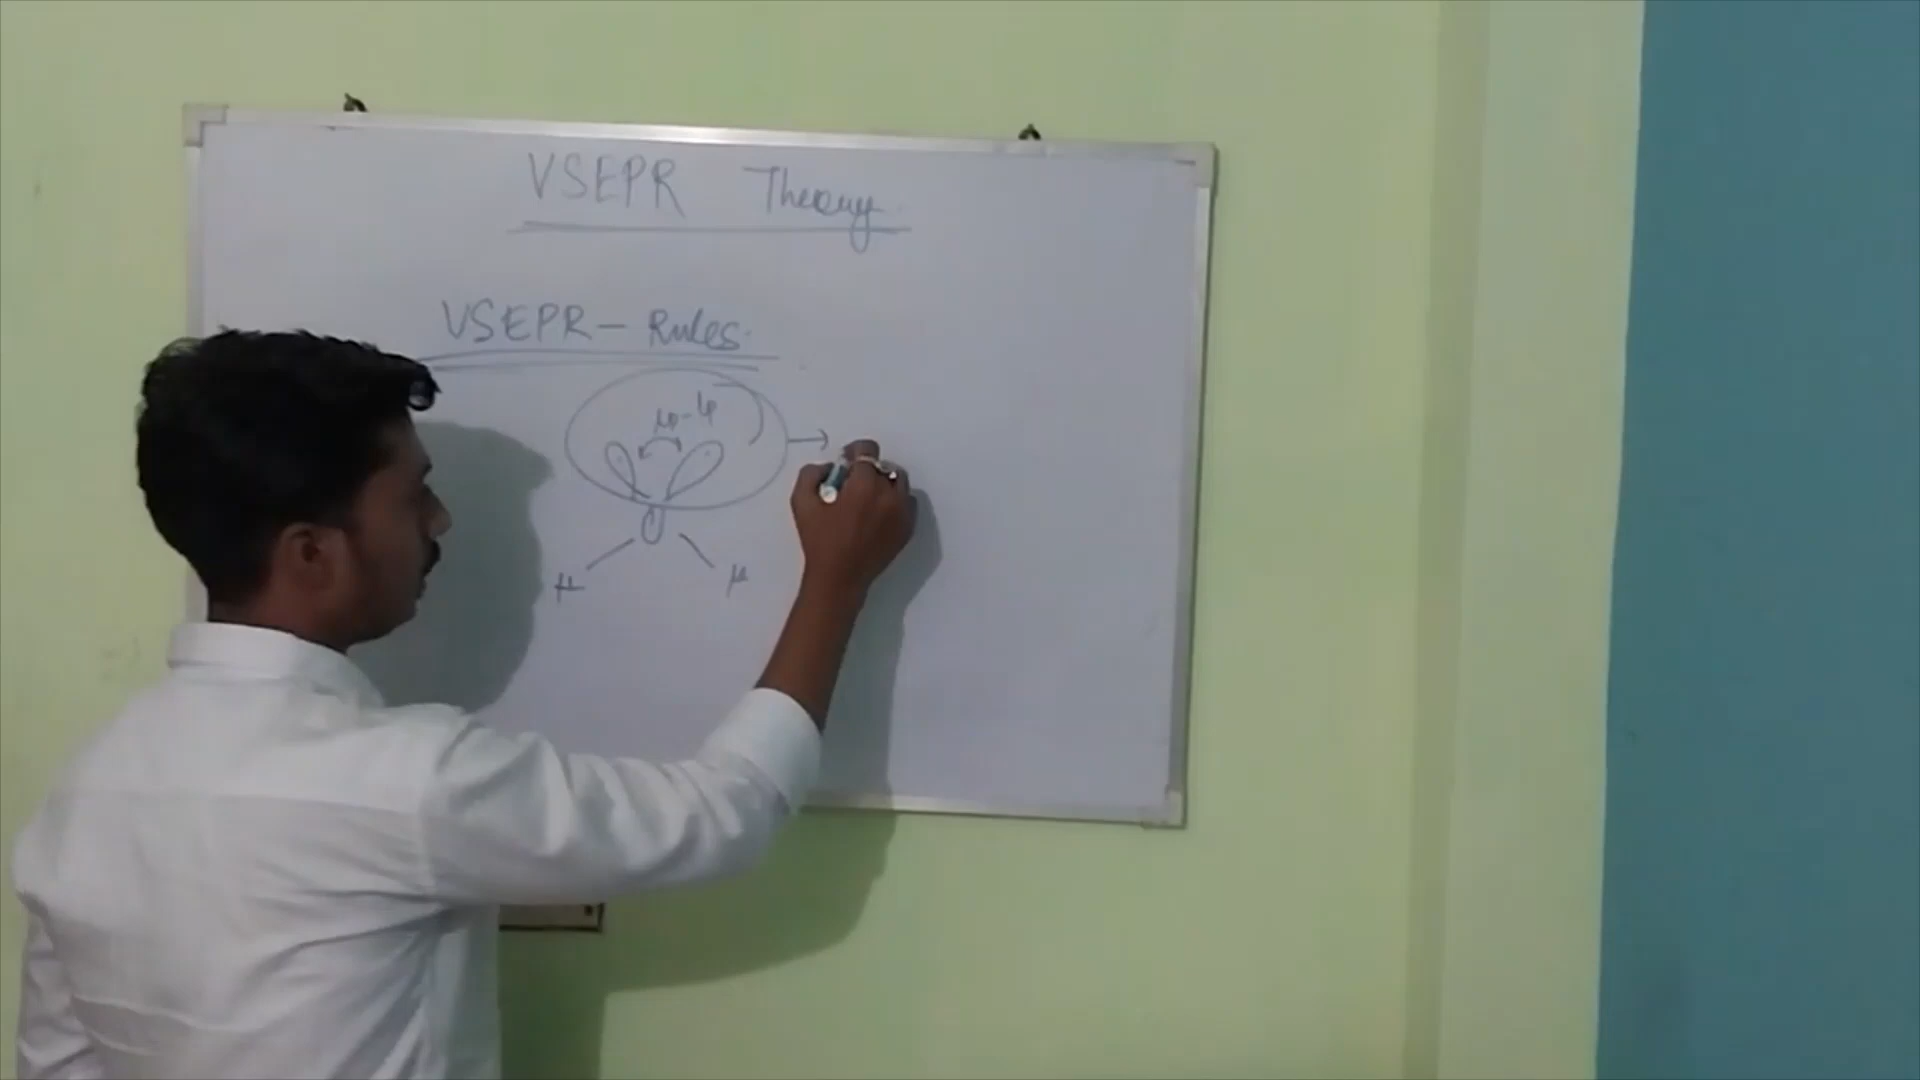 VSEPR Theory.
VSEPR - Rules.
lp-lp
O
H H